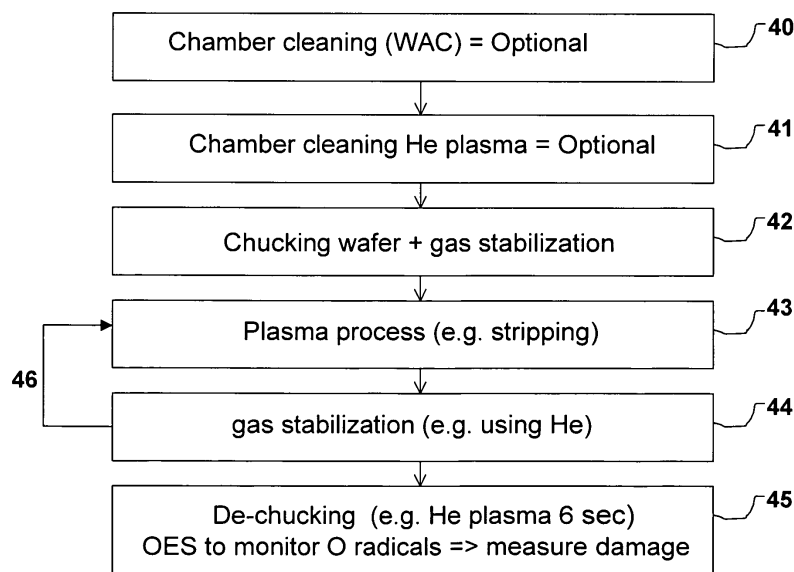 Chamber cleaning (WAC) = Optional
40
Chamber cleaning He plasma = Optional
41
Chucking wafer + gas stabilization
42
Plasma process (e.g. stripping)
43
46
gas stabilization (e.g. using He)
44
De-chucking (e.g. He plasma 6 sec)
45
OES to monitor O radicals => measure damage